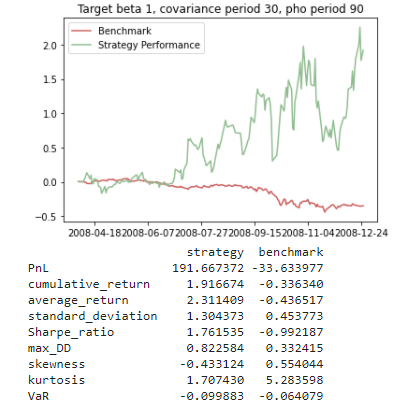 Target beta 1, covariance period 30, pho period 90
Benchmark
Strategy Performance
2.0
1.5
1.0
0.5
0.0
−0.5
2008-04-18 2008-06-07 2008-07-27 2008-09-15 2008-11-04 2008-12-24
strategy benchmark
PnL 191.667372 -33.633977
cumulative_return 1.916674 -0.336340
average_return 2.311409 -0.436517
standard_deviation 1.304373 0.453773
Sharpe_ratio 1.761535 -0.992187
max_DD 0.822584 0.332415
skewness -0.433124 0.554044
kurtosis 1.707430 5.283598
VaR -0.099883 -0.064079